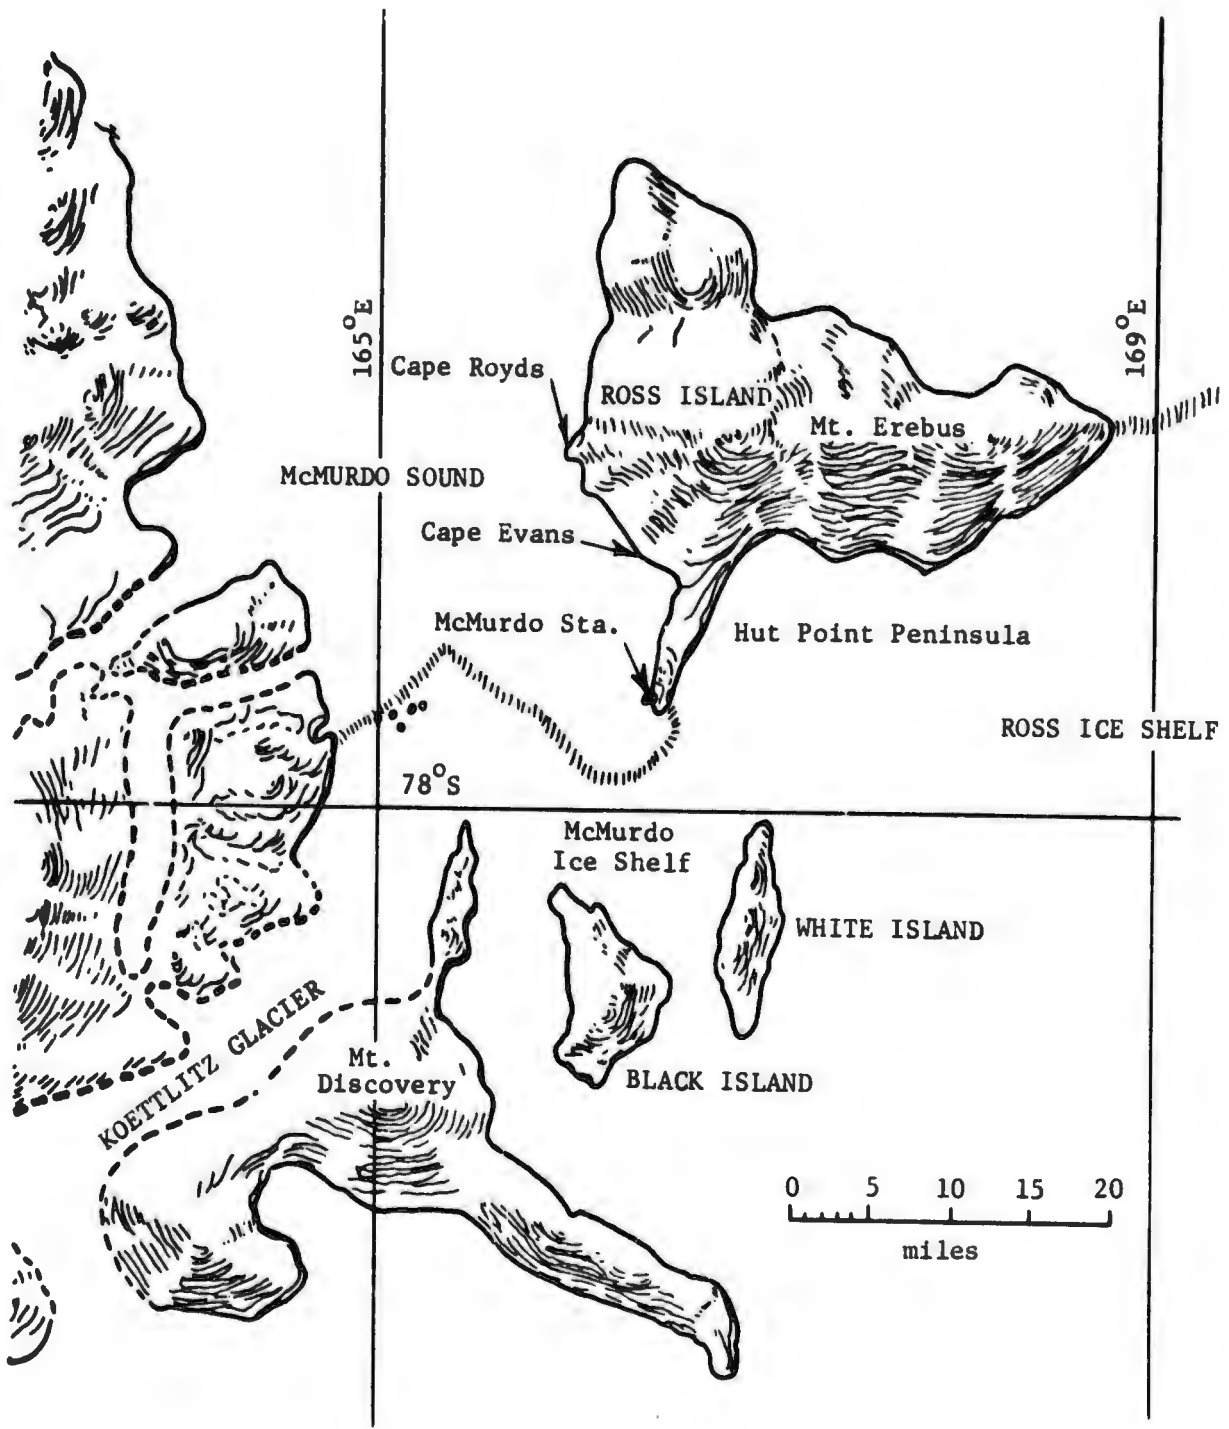 165°E
169°E
Cape Royds
ROSS ISLAND
Mt. Erebus
McMURDO SOUND
Cape Evans
McMurdo Sta.
Hut Point Peninsula
ROSS ICE SHELF
78°S
McMurdo
Ice Shelf
WHITE ISLAND
KOETTLITZ GLACIER
Mt.
Discovery
BLACK ISLAND
0 5 10 15 20
miles